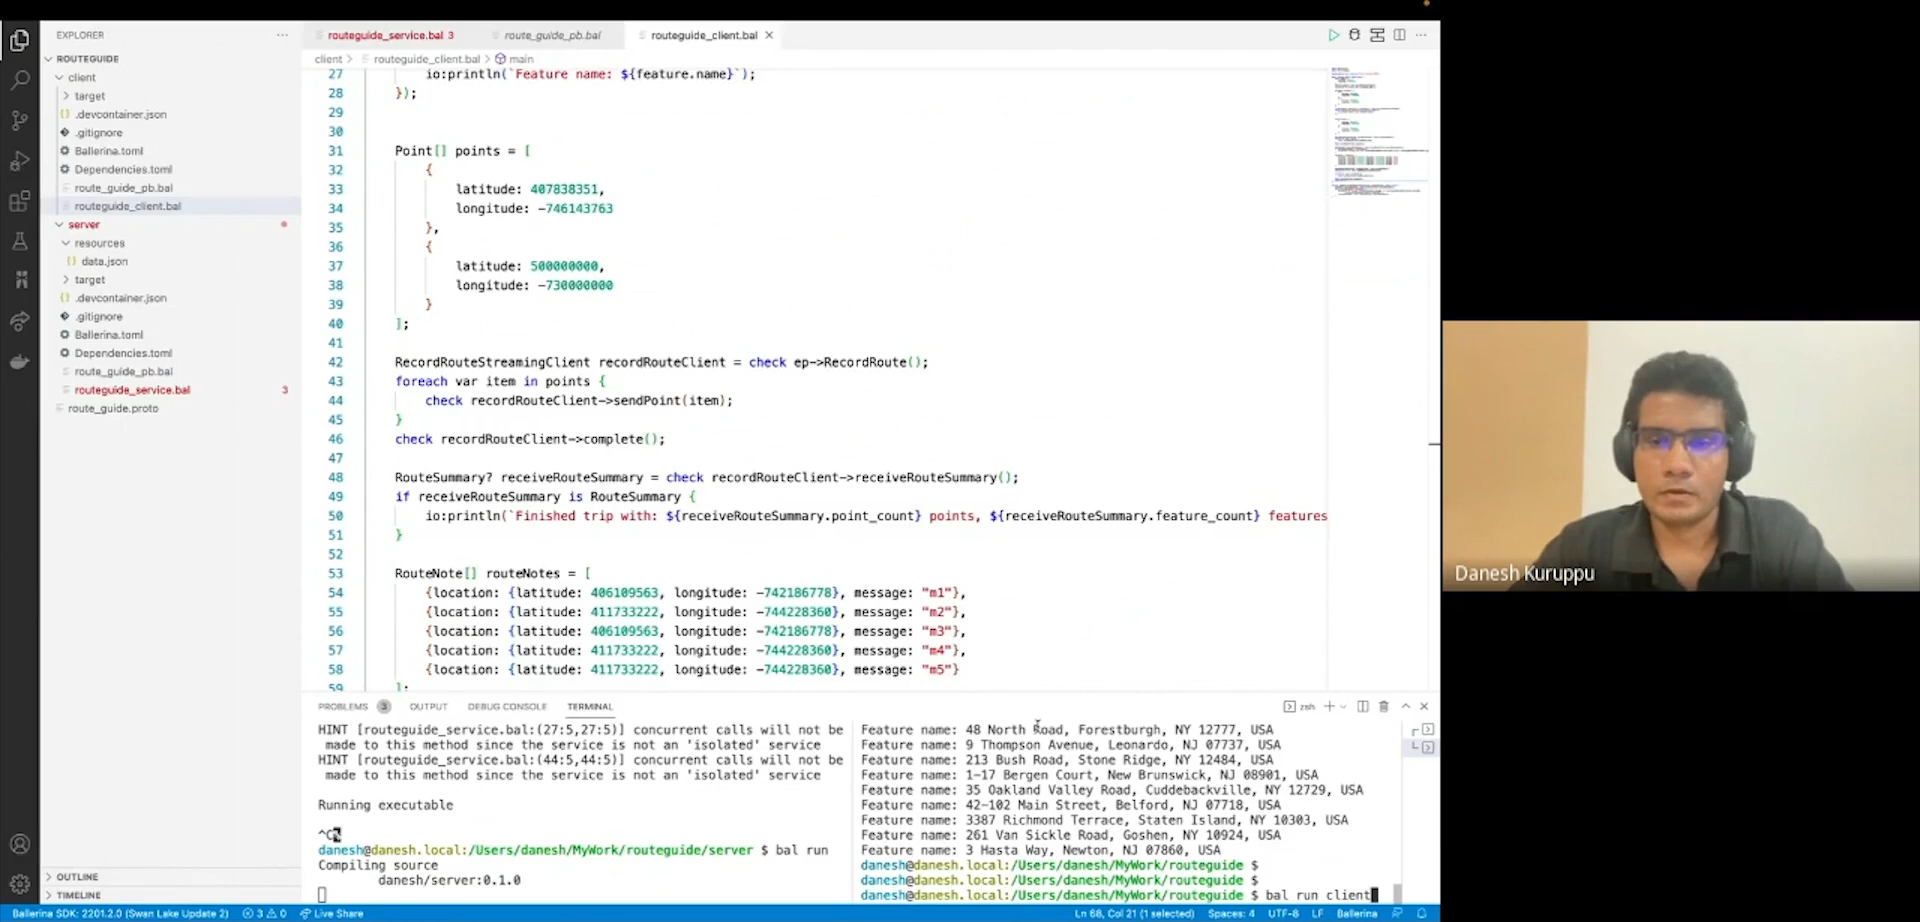 EXPLORER
ROUTEGUIDE
client
target
.devcontainer.json
.gitignore
Ballerina.toml
Dependencies.toml
route_guide_pb.bal
routeguide_client.bal
server
resources
data.json
target
.devcontainer.json
.gitignore
Ballerina.toml
Dependencies.toml
route_guide_pb.bal
routeguide_service.bal 3
route_guide.proto
OUTLINE
TIMELINE
routeguide_service.bal 3 route_guide_pb.bal routeguide_client.bal
client > routeguide_client.bal > main
27 io:println(`Feature name: ${feature.name}`);
28 });
29
30
31 Point[] points = [
32 {
33 latitude: 407838351,
34 longitude: -746143763
35 },
36 {
37 latitude: 500000000,
38 longitude: -730000000
39 }
40 ];
41
42 RecordRouteStreamingClient recordRouteClient = check ep->RecordRoute();
43 foreach var item in points {
44 check recordRouteClient->sendPoint(item);
45 }
46 check recordRouteClient->complete();
47
48 RouteSummary? receiveRouteSummary = check recordRouteClient->receiveRouteSummary();
49 if receiveRouteSummary is RouteSummary {
50 io:println(`Finished trip with: ${receiveRouteSummary.point_count} points, ${receiveRouteSummary.feature_count} features
51 }
52
53 RouteNote[] routeNotes = [
54 {location: {latitude: 406109563, longitude: -742186778}, message: "m1"},
55 {location: {latitude: 411733222, longitude: -744228360}, message: "m2"},
56 {location: {latitude: 406109563, longitude: -742186778}, message: "m3"},
57 {location: {latitude: 411733222, longitude: -744228360}, message: "m4"},
58 {location: {latitude: 411733222, longitude: -744228360}, message: "m5"}
59 ];
PROBLEMS 3 OUTPUT DEBUG CONSOLE TERMINAL zsh
HINT [routeguide_service.bal:(27:5,27:5)] concurrent calls will not be
made to this method since the service is not an 'isolated' service
HINT [routeguide_service.bal:(44:5,44:5)] concurrent calls will not be
made to this method since the service is not an 'isolated' service
Running executable
^C
danesh@danesh.local:/Users/danesh/MyWork/routeguide/server $ bal run
Compiling source
danesh/server:0.1.0
Feature name: 48 North Road, Forestburgh, NY 12777, USA
Feature name: 9 Thompson Avenue, Leonardo, NJ 07737, USA
Feature name: 213 Bush Road, Stone Ridge, NY 12484, USA
Feature name: 1-17 Bergen Court, New Brunswick, NJ 08901, USA
Feature name: 35 Oakland Valley Road, Cuddebackville, NY 12729, USA
Feature name: 42-102 Main Street, Belford, NJ 07718, USA
Feature name: 3387 Richmond Terrace, Staten Island, NY 10303, USA
Feature name: 261 Van Sickle Road, Goshen, NY 10924, USA
Feature name: 3 Hasta Way, Newton, NJ 07860, USA
danesh@danesh.local:/Users/danesh/MyWork/routeguide $
danesh@danesh.local:/Users/danesh/MyWork/routeguide $
danesh@danesh.local:/Users/danesh/MyWork/routeguide $ bal run client
Ballerina SDK: 2201.2.0 (Swan Lake Update 2) 3 0 Live Share Ln 68, Col 21 (1 selected) Spaces: 4 UTF-8 LF Ballerina
Danesh Kuruppu